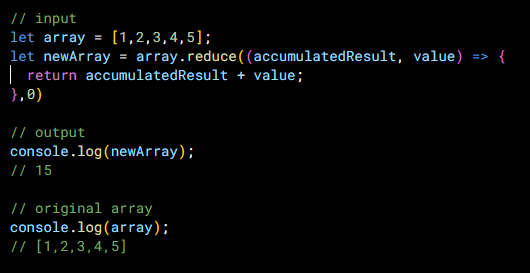 // input
let array = [1,2,3,4,5];
let newArray = array.reduce((accumulatedResult, value) => {
  return accumulatedResult + value;
},0)

// output
console.log(newArray);
// 15

// original array
console.log(array);
// [1,2,3,4,5]